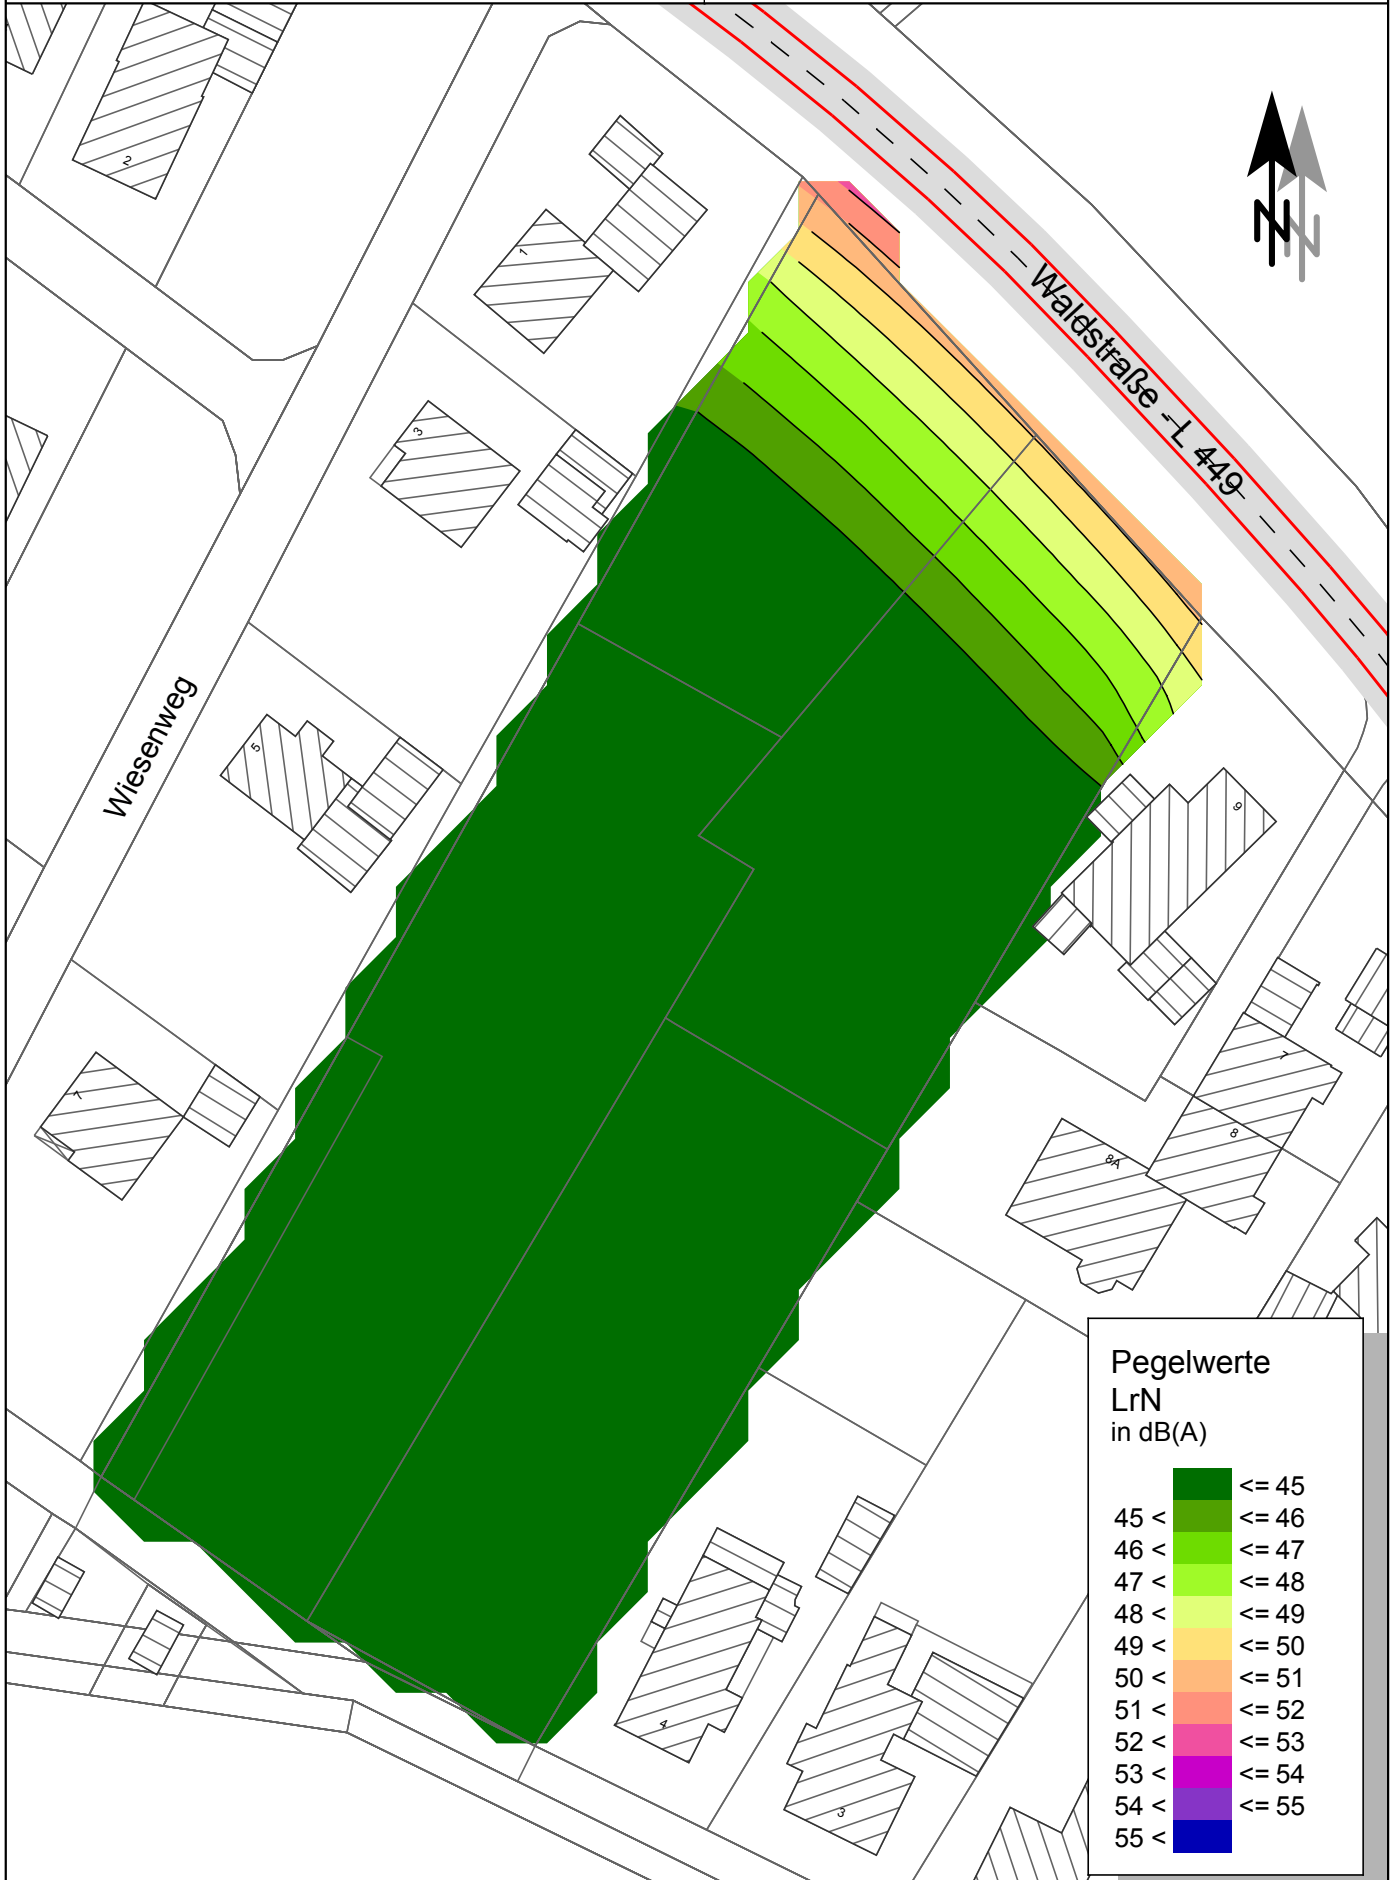 2
1
3
5
7
Wiesenweg
N
Waldstraße - L 449
9
7
8
8A
4
3
Pegelwerte
LrN
in dB(A)
<= 45
45 < <= 46
46 < <= 47
47 < <= 48
48 < <= 49
49 < <= 50
50 < <= 51
51 < <= 52
52 < <= 53
53 < <= 54
54 < <= 55
55 <